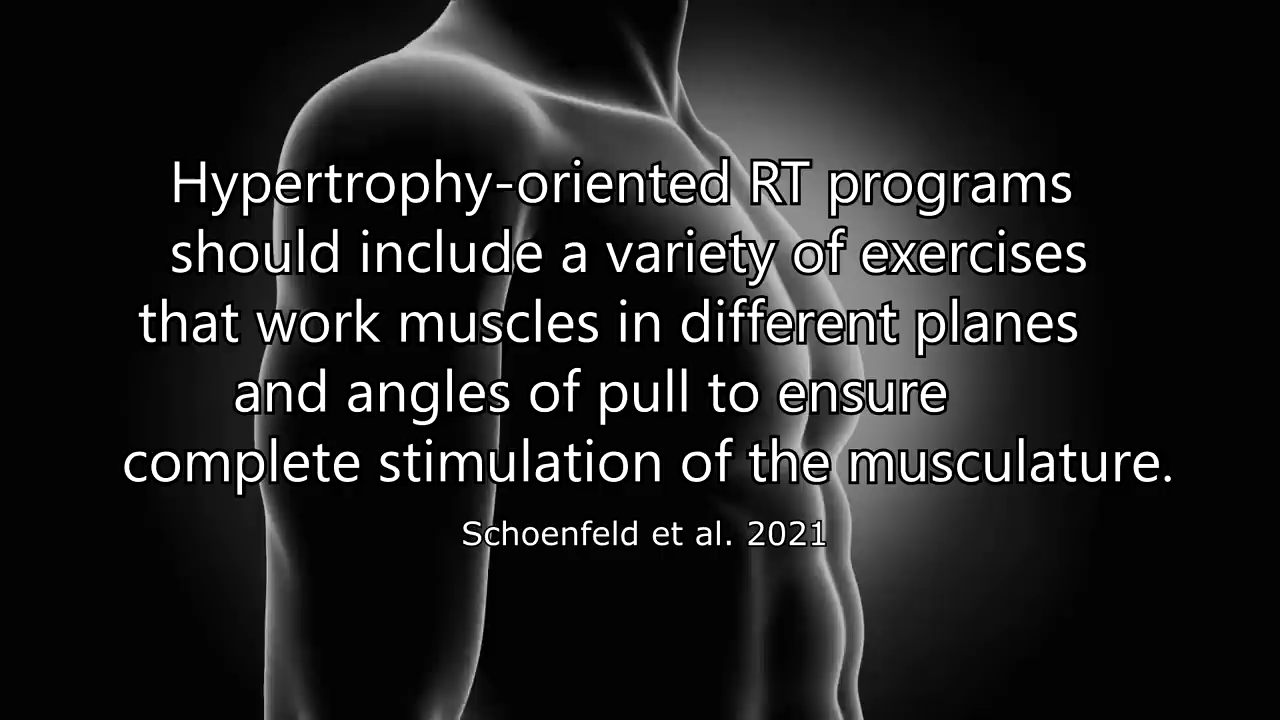 Hypertrophy-oriented RT programs
should include a variety of exercises
that work muscles in different planes
and angles of pull to ensure
complete stimulation of the musculature.
Schoenfeld et al. 2021